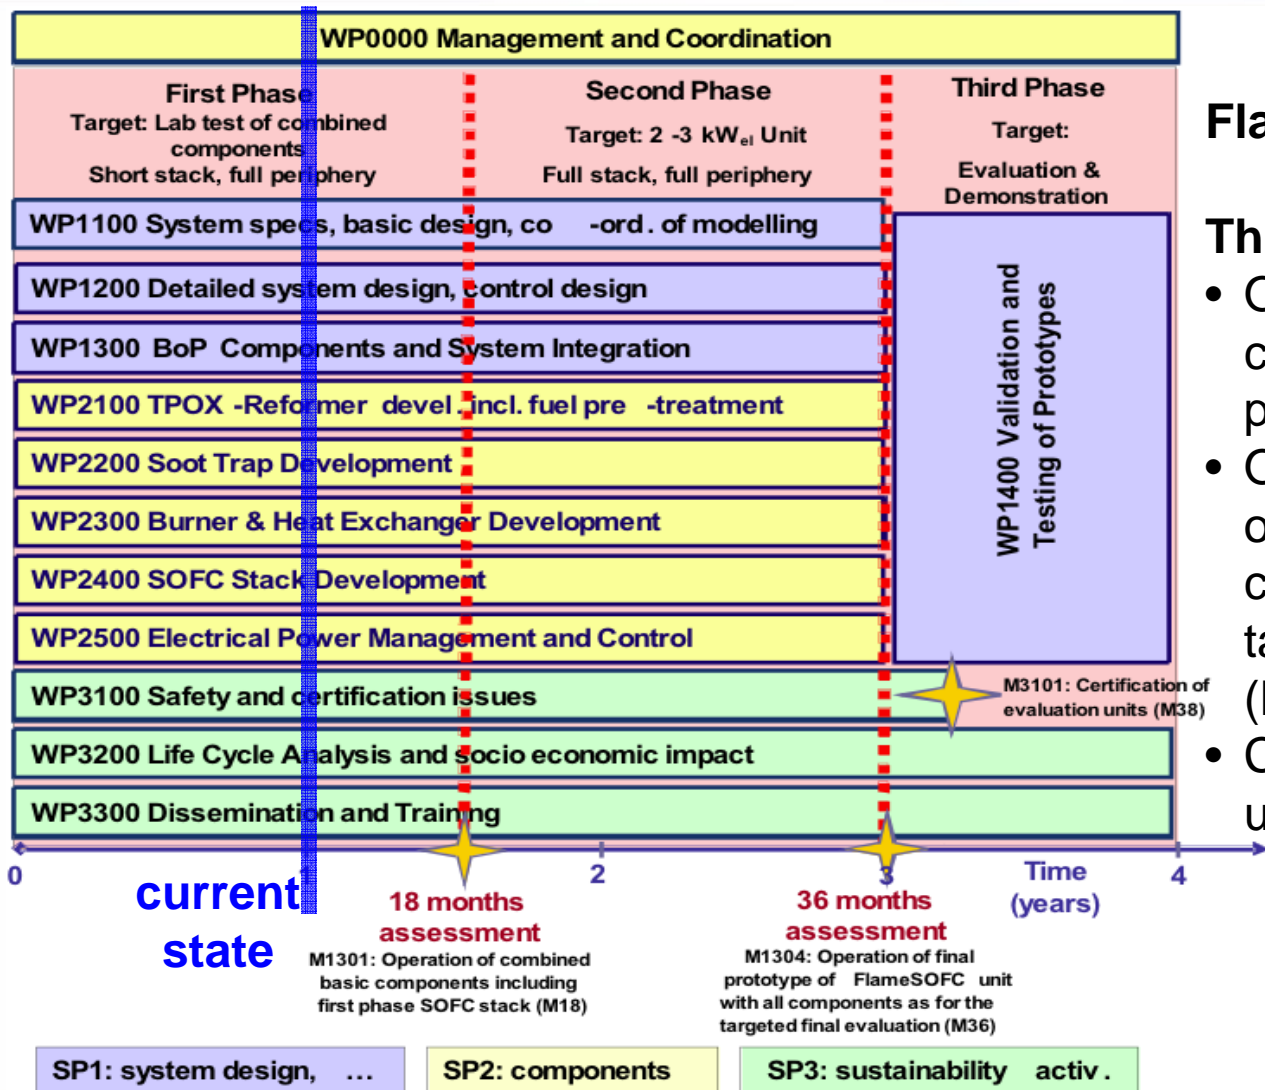 WP0000 Management and Coordination
First Phase
Target: Lab test of combined
components
Short stack, full periphery
Second Phase
Target: 2 -3 kWel Unit
Full stack, full periphery
Third Phase
Target:
Evaluation &
Demonstration
WP1100 System specs, basic design, co -ord. of modelling
WP1200 Detailed system design, control design
WP1300 BoP Components and System Integration
WP2100 TPOX -Reformer devel. incl. fuel pre -treatment
WP2200 Soot Trap Development
WP2300 Burner & Heat Exchanger Development
WP2400 SOFC Stack Development
WP2500 Electrical Power Management and Control
WP1400 Validation and
Testing of Prototypes
WP3100 Safety and certification issues
M3101: Certification of
evaluation units (M38)
WP3200 Life Cycle Analysis and socio economic impact
WP3300 Dissemination and Training
0 1 2 3 4
Time
(years)
current
state
18 months
assessment
M1301: Operation of combined
basic components including
first phase SOFC stack (M18)
36 months
assessment
M1304: Operation of final
prototype of FlameSOFC unit
with all components as for the
targeted final evaluation (M36)
SP1: system design, ...
SP2: components
SP3: sustainability activ.
Fla
Th
• O
c
p
• O
o
c
ta
(
• O
u